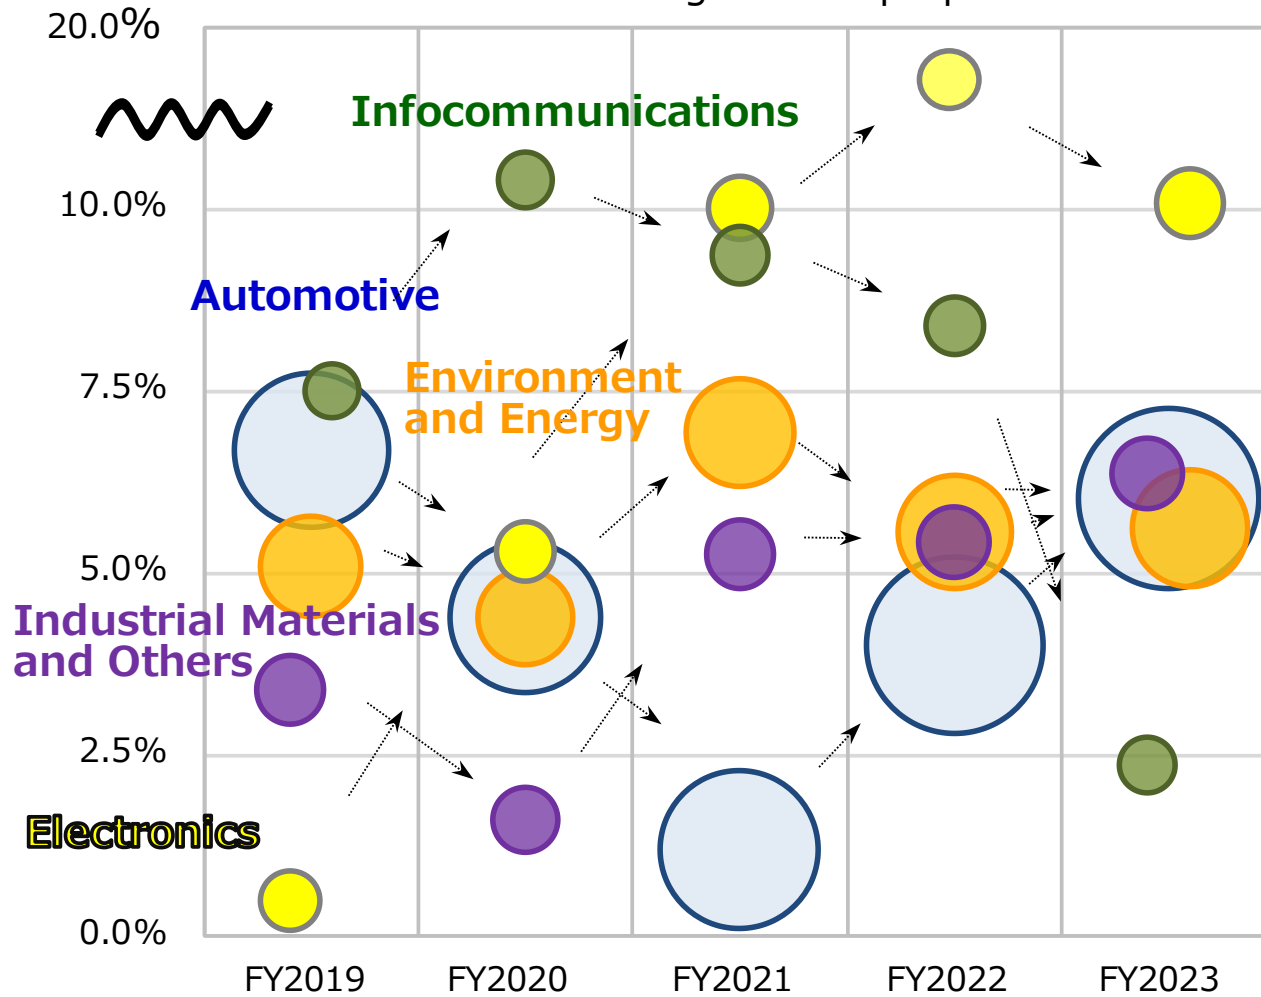 20.0%
Infocommunications
10.0%
Automotive
7.5%
Environment
and Energy
5.0%
Industrial Materials
and Others
2.5%
Electronics
0.0%
FY2019 FY2020 FY2021 FY2022 FY2023